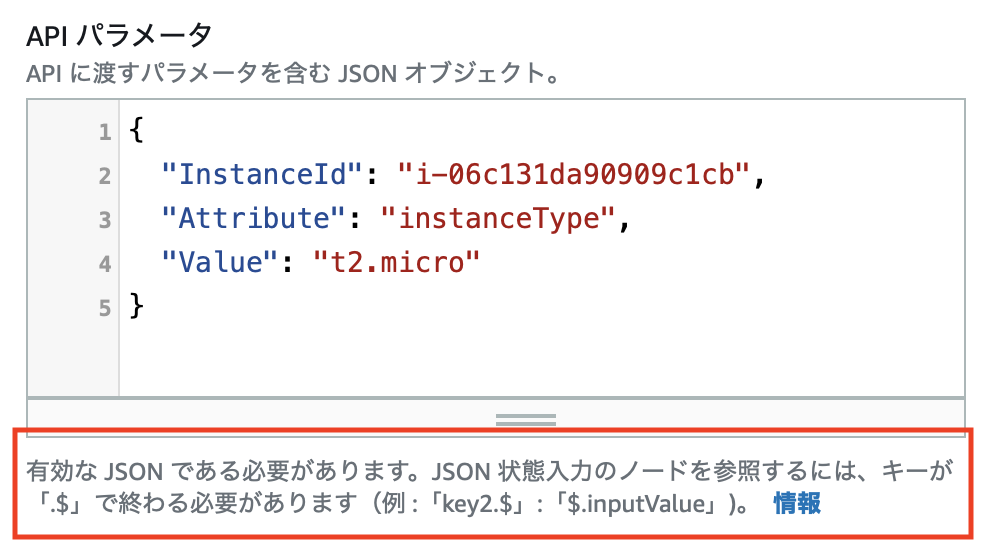 API パラメータ
API に渡すパラメータを含む JSON オブジェクト。
1 {
2 "InstanceId": "i-06c131da90909c1cb",
3 "Attribute": "instanceType",
4 "Value": "t2.micro"
5 }
有効な JSON である必要があります。JSON 状態入力のノードを参照するには、キーが
「.$」で終わる必要があります（例 :「key2.$」:「$.inputValue」)。 情報